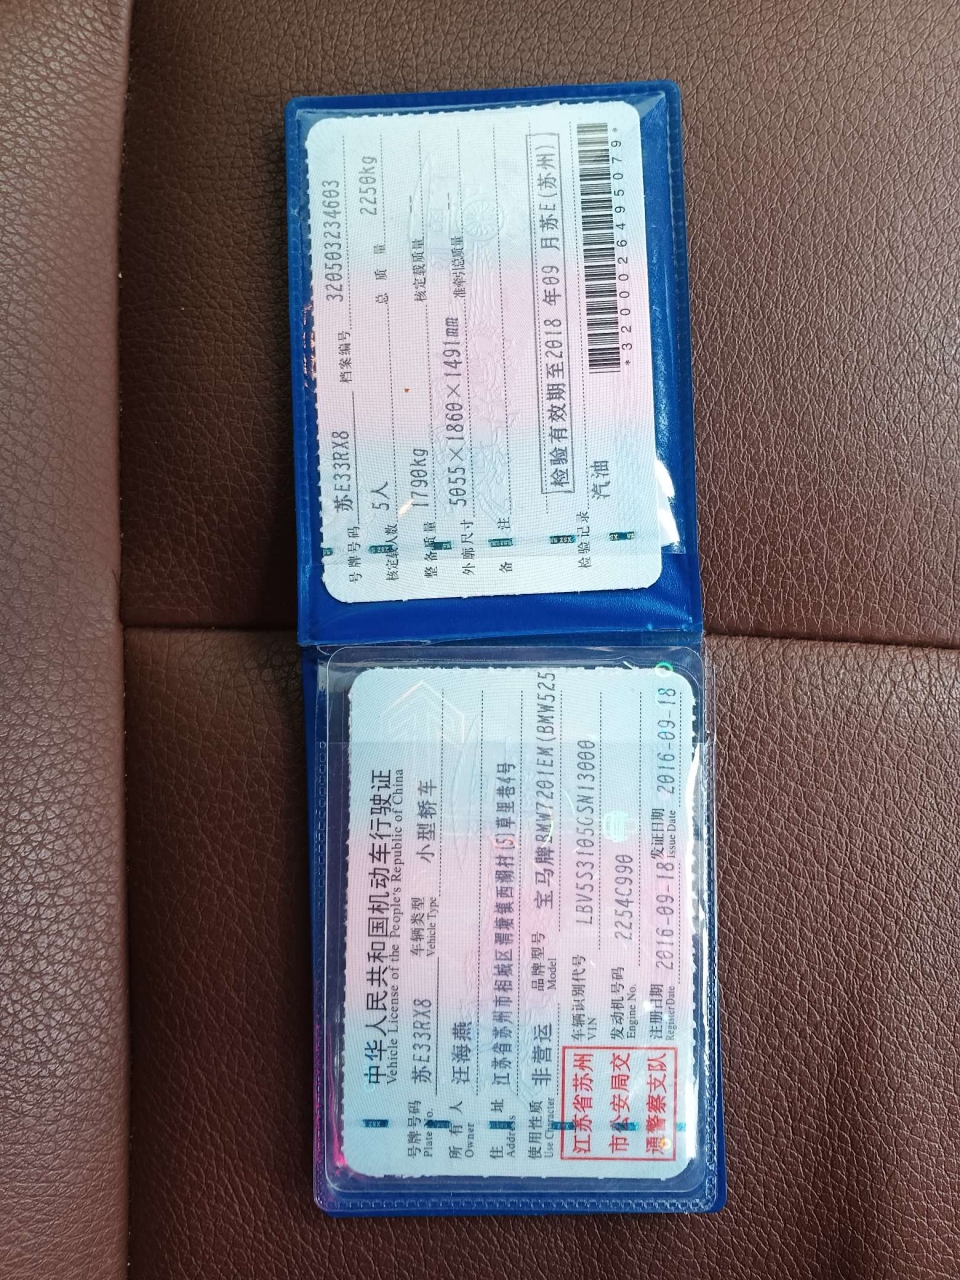 中华人民共和国机动车行驶证
Vehicle License of the People's Republic of China
号牌号码 苏E33RX8 车辆类型 小型轿车
Plate No. Vehicle Type
所有人 汪海燕
Owner
住址 江苏省苏州市相城区渭塘镇西湖村(5)草里巷4号
Address
使用性质 非营运 品牌型号 宝马牌BMW7201EM(BMW525
Use Character Model
江苏省苏州 车辆识别代号 LBV5S3105GSN13000
VIN
市公安局交 发动机号码 2254C990
Engine No.
通警察支队 注册日期 2016-09-18 发证日期 2016-09-18
Register Date Issue Date
号牌号码 苏E33RX8 档案编号 320503234603
核定载人数 5人 总质量 2250kg
整备质量 1790kg 核定载质量
外廓尺寸 5055×1860×1491mm 准牵引总质量
备注
检验有效期至2018年09月苏E(苏州)
检验记录 汽油
*3200026495079*